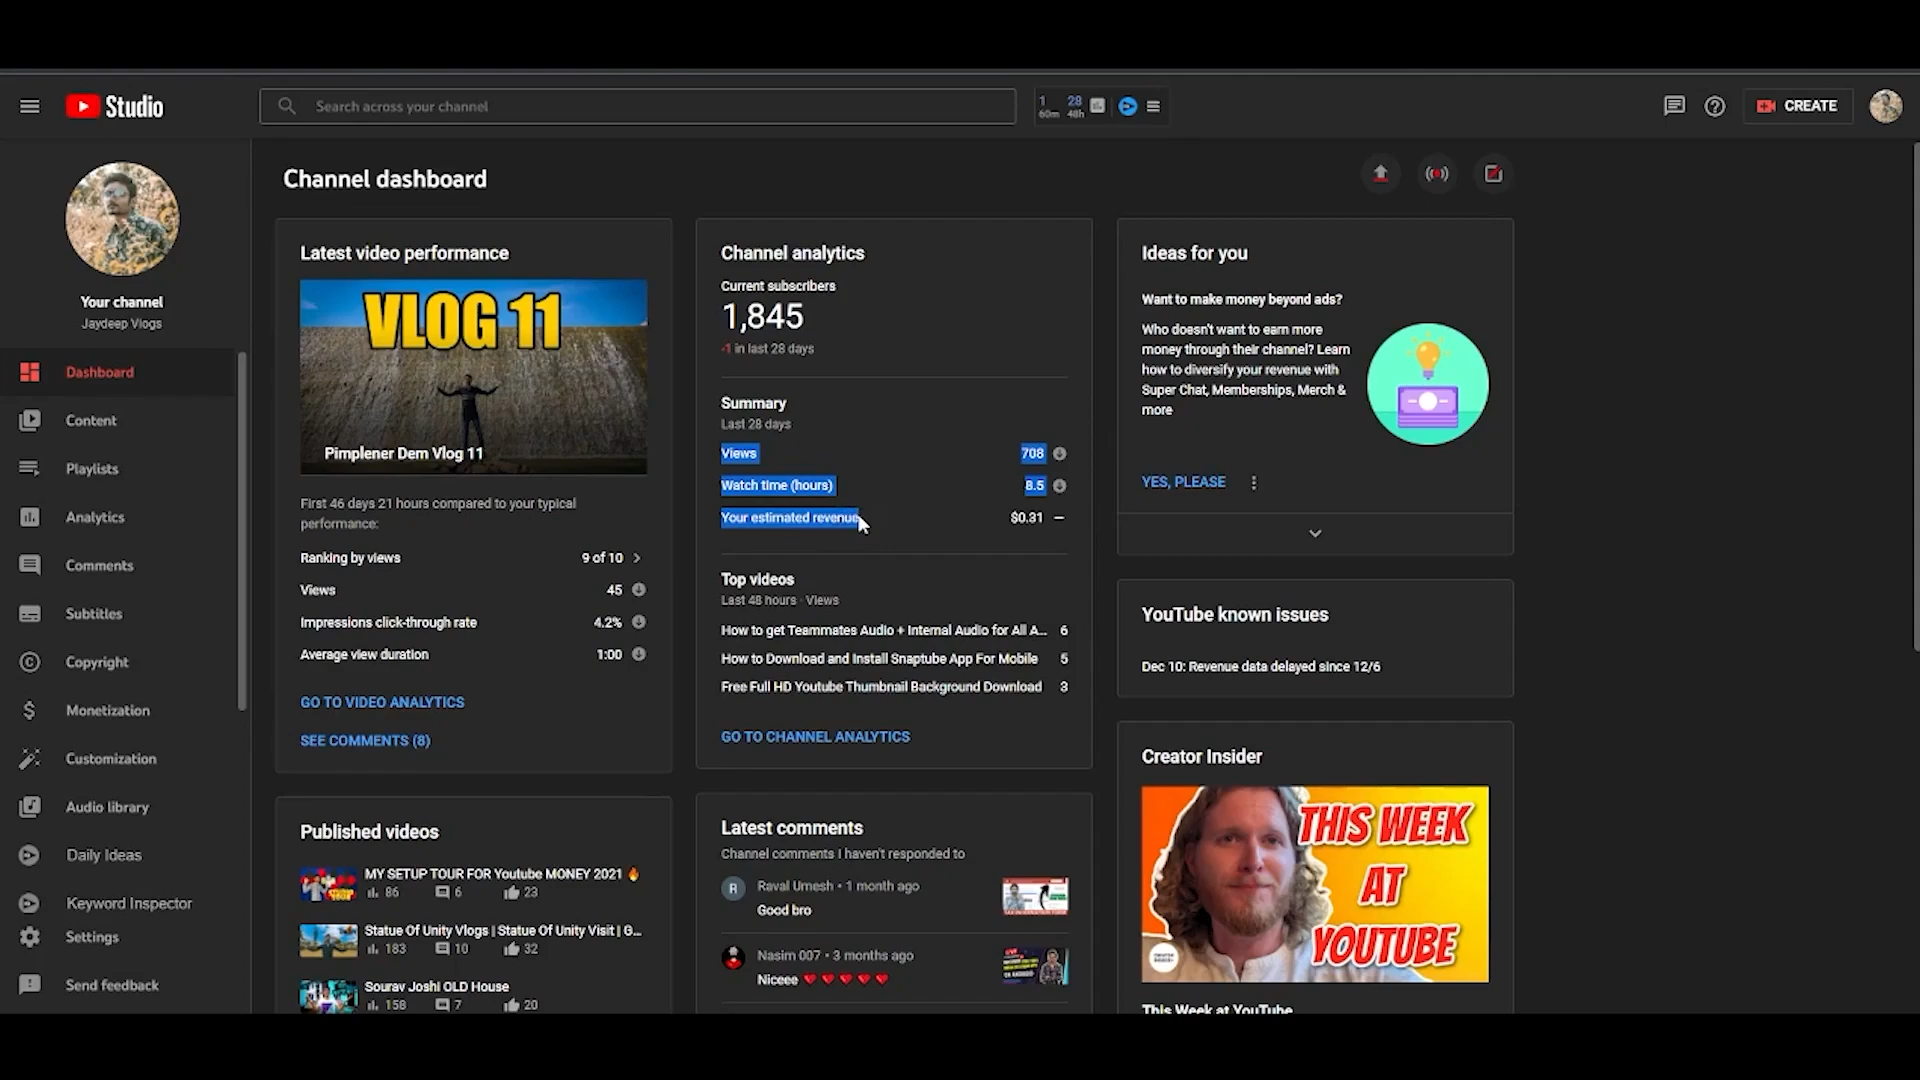 Studio
Search across your channel
1 60m 28 48h
CREATE
Your channel
Jaydeep Vlogs
Dashboard
Content
Playlists
Analytics
Comments
Subtitles
Copyright
Monetization
Customization
Audio library
Daily Ideas
Keyword Inspector
Settings
Send feedback
Channel dashboard
Latest video performance
VLOG 11
Pimplener Dem Vlog 11
First 46 days 21 hours compared to your typical
performance:
Ranking by views 9 of 10
Views 45
Impressions click-through rate 4.2%
Average view duration 1:00
GO TO VIDEO ANALYTICS
SEE COMMENTS (8)
Published videos
MY SETUP TOUR FOR Youtube MONEY 2021 🔥
86 6 23
Statue Of Unity Vlogs | Statue Of Unity Visit | G...
183 10 32
Sourav Joshi OLD House
158 7 20
Channel analytics
Current subscribers
1,845
-1 in last 28 days
Summary
Last 28 days
Views 708
Watch time (hours) 8.5
Your estimated revenue $0.31 —
Top videos
Last 48 hours · Views
How to get Teammates Audio + Internal Audio for All A... 6
How to Download and Install Snaptube App For Mobile 5
Free Full HD Youtube Thumbnail Background Download 3
GO TO CHANNEL ANALYTICS
Latest comments
Channel comments I haven't responded to
R
Raval Umesh • 1 month ago
Good bro
Nasim 007 • 3 months ago
Niceee ❤️❤️❤️❤️❤️
Ideas for you
Want to make money beyond ads?
Who doesn't want to earn more
money through their channel? Learn
how to diversify your revenue with
Super Chat, Memberships, Merch &
more
YES, PLEASE
YouTube known issues
Dec 10: Revenue data delayed since 12/6
Creator Insider
THIS WEEK
AT
YOUTUBE
This Week at YouTube